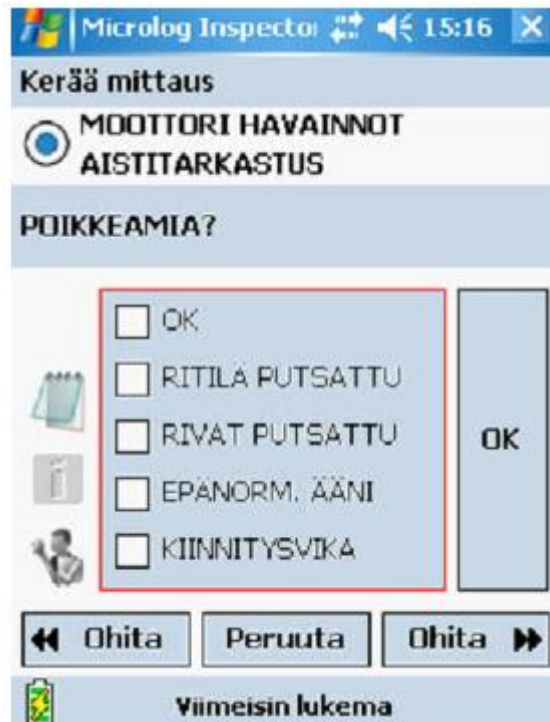 Microlog Inspector 15:16
Kerää mittaus
MOOTTORI HAVAINNOT
AISTITARKASTUS
POIKKEAMIA?
OK
RITILÄ PUTSATTU
RIVAT PUTSATTU
EPÄNORM. ÄÄNI
KIINNITYSVIKA
OK
Ohita
Peruuta
Ohita
Viimeisin lukema